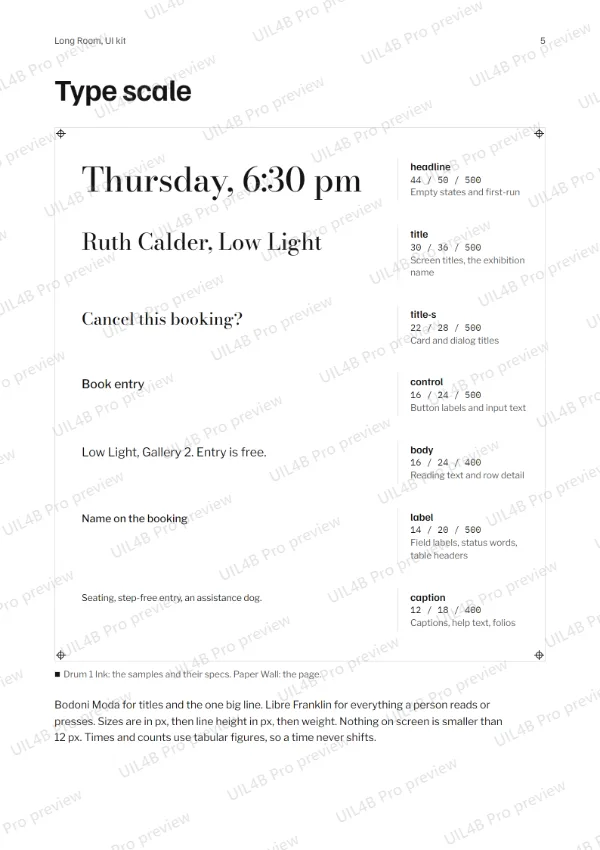 Long Room, UI kit
5
Type scale
Thursday, 6:30 pm
headline
44 / 50 / 500
Empty states and first-run
Ruth Calder, Low Light
title
30 / 36 / 500
Screen titles, the exhibition
name
Cancel this booking?
title-s
22 / 28 / 500
Card and dialog titles
Book entry
control
16 / 24 / 500
Button labels and input text
Low Light, Gallery 2. Entry is free.
body
16 / 24 / 400
Reading text and row detail
Name on the booking
label
14 / 20 / 500
Field labels, status words,
table headers
Seating, step-free entry, an assistance dog.
caption
12 / 18 / 400
Captions, help text, folios
Drum 1 Ink: the samples and their specs. Paper Wall: the page.
Bodoni Moda for titles and the one big line. Libre Franklin for everything a person reads or
presses. Sizes are in px, then line height in px, then weight. Nothing on screen is smaller than
12 px. Times and counts use tabular figures, so a time never shifts.
UIL4B Pro preview